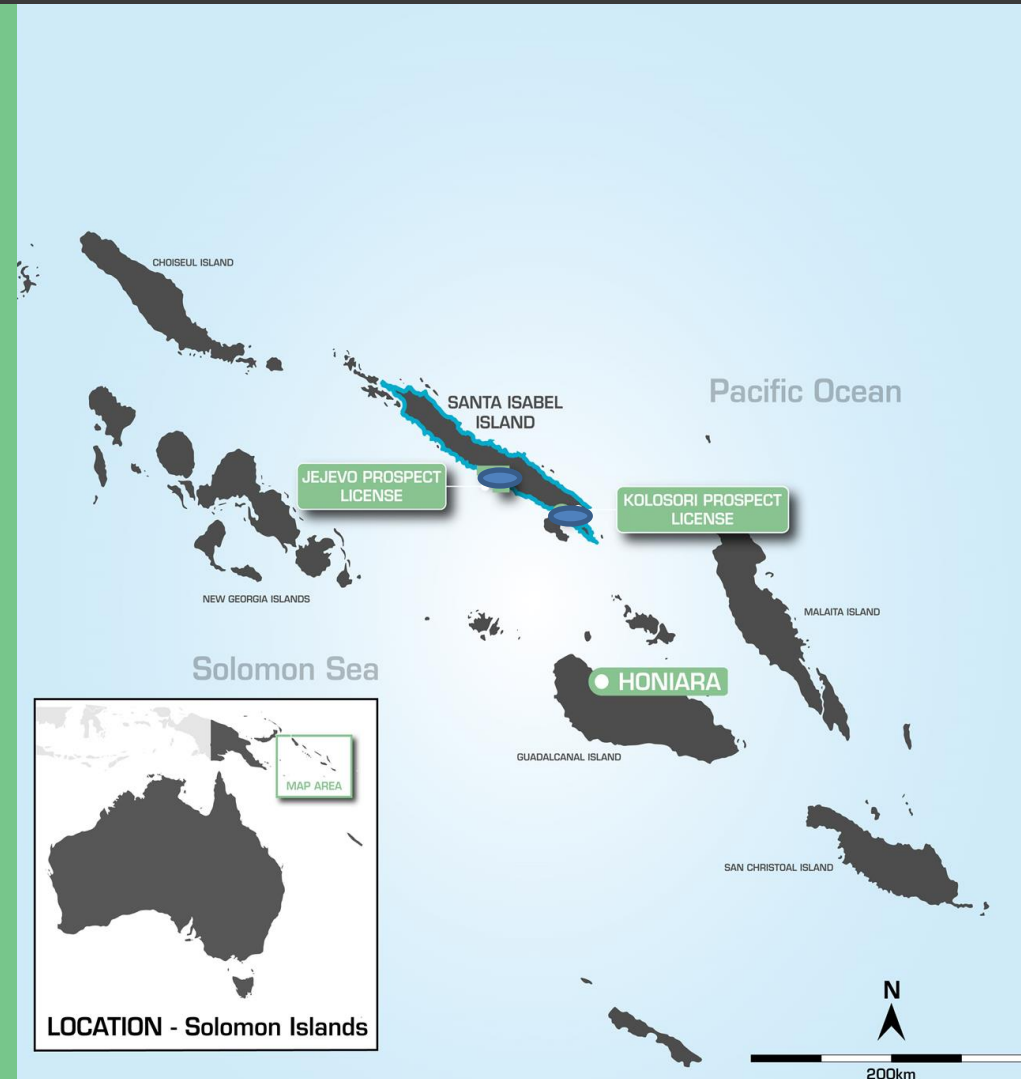 CHOISEUL ISLAND
SANTA ISABEL
ISLAND
Pacific Ocean
JEJEVO PROSPECT
LICENSE
KOLOSORI PROSPECT
LICENSE
NEW GEORGIA ISLANDS
MALAITA ISLAND
Solomon Sea
HONIARA
GUADALCANAL ISLAND
MAP AREA
SAN CHRISTOAL ISLAND
LOCATION - Solomon Islands
N
200km